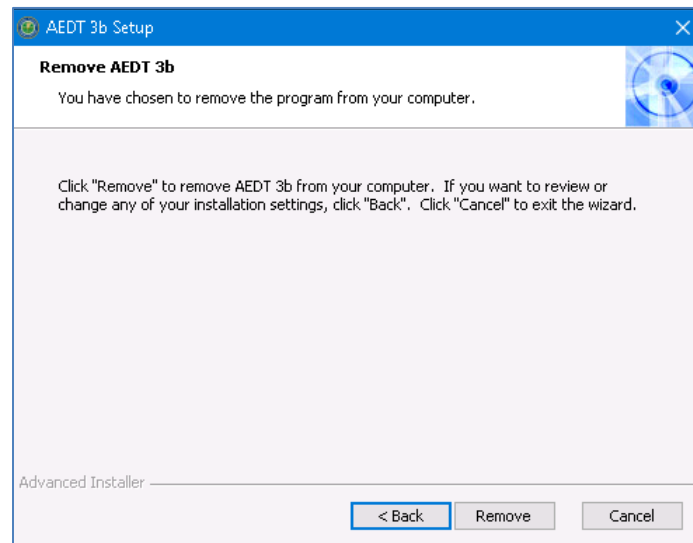 AEDT 3b Setup
Remove AEDT 3b
You have chosen to remove the program from your computer.
Click "Remove" to remove AEDT 3b from your computer.  If you want to review or
change any of your installation settings, click "Back".  Click "Cancel" to exit the wizard.
Advanced Installer
< Back Remove Cancel